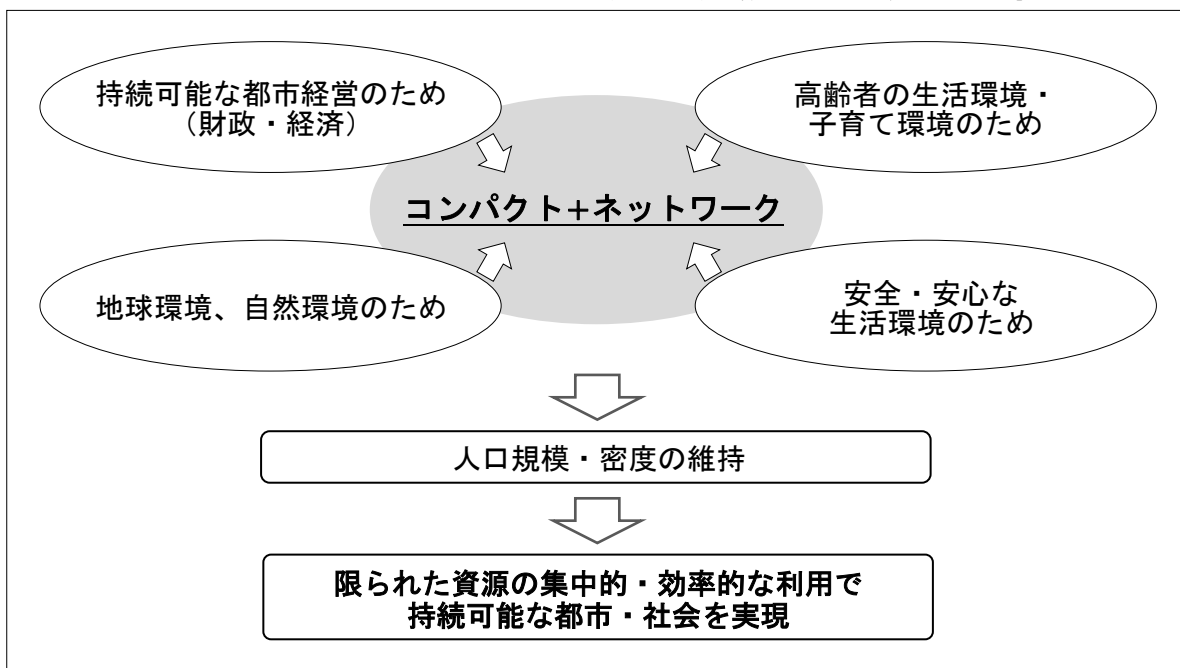 持続可能な都市経営のため
（財政・経済）
高齢者の生活環境・
子育て環境のため
コンパクト+ネットワーク
地球環境、自然環境のため
安全・安心な
生活環境のため
人口規模・密度の維持
限られた資源の集中的・効率的な利用で
持続可能な都市・社会を実現